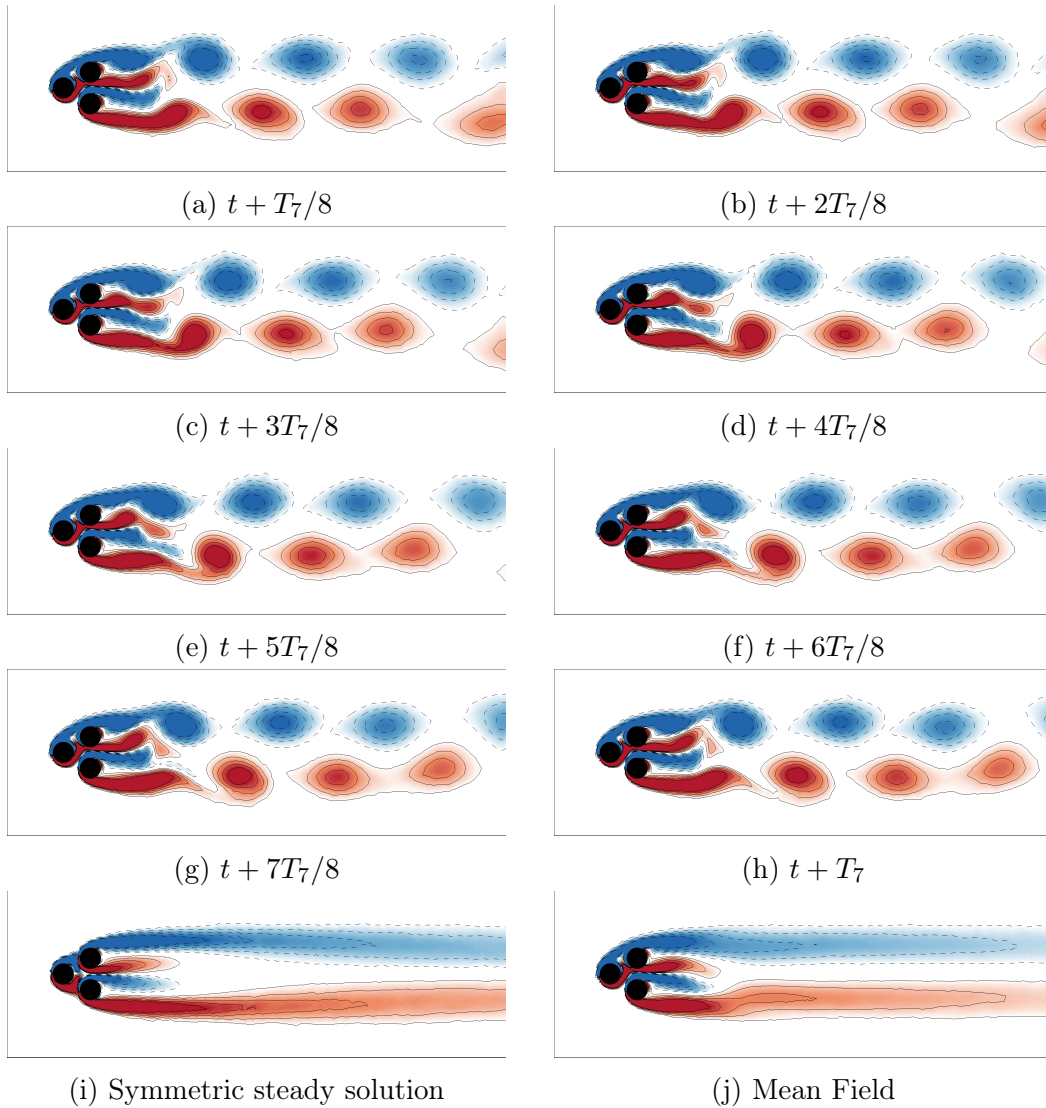 (a) t + T₇/8
(b) t + 2T₇/8
(c) t + 3T₇/8
(d) t + 4T₇/8
(e) t + 5T₇/8
(f) t + 6T₇/8
(g) t + 7T₇/8
(h) t + T₇
(i) Symmetric steady solution
(j) Mean Field